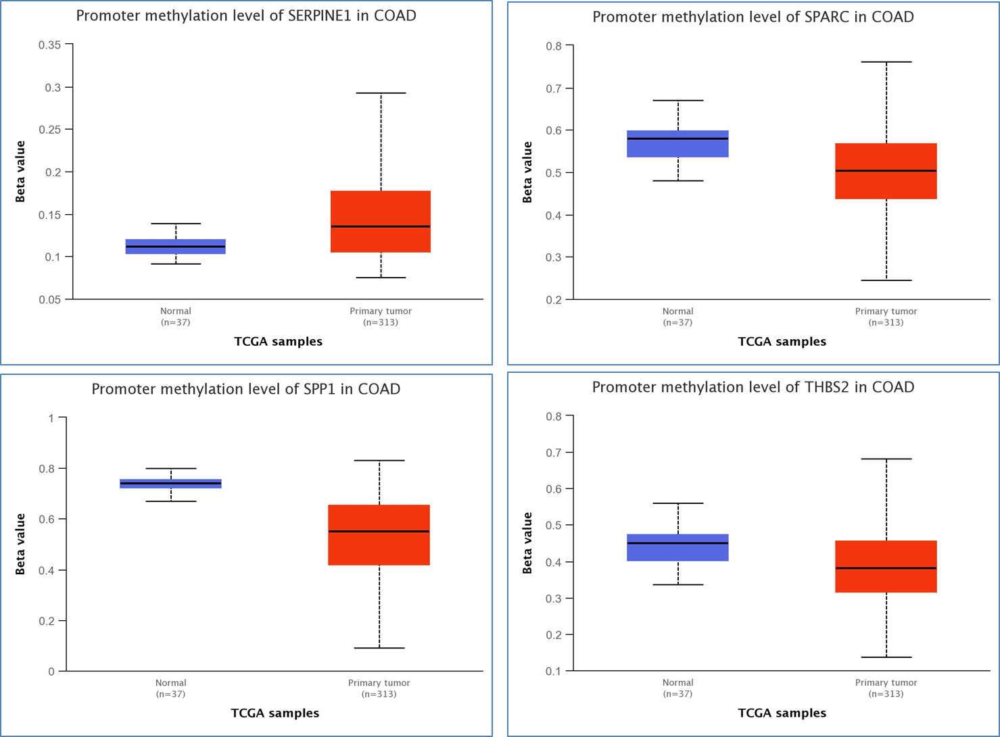 Promoter methylation level of SERPINE1 in COAD
0.35
0.3
0.25
0.2
0.15
0.1
0.05
Beta value
Normal
(n=37)
Primary tumor
(n=313)
TCGA samples
Promoter methylation level of SPARC in COAD
0.8
0.7
0.6
0.5
0.4
0.3
0.2
Beta value
Normal
(n=37)
Primary tumor
(n=313)
TCGA samples
Promoter methylation level of SPP1 in COAD
1
0.8
0.6
0.4
0.2
0
Beta value
Normal
(n=37)
Primary tumor
(n=313)
TCGA samples
Promoter methylation level of THBS2 in COAD
0.8
0.7
0.6
0.5
0.4
0.3
0.2
0.1
Beta value
Normal
(n=37)
Primary tumor
(n=313)
TCGA samples